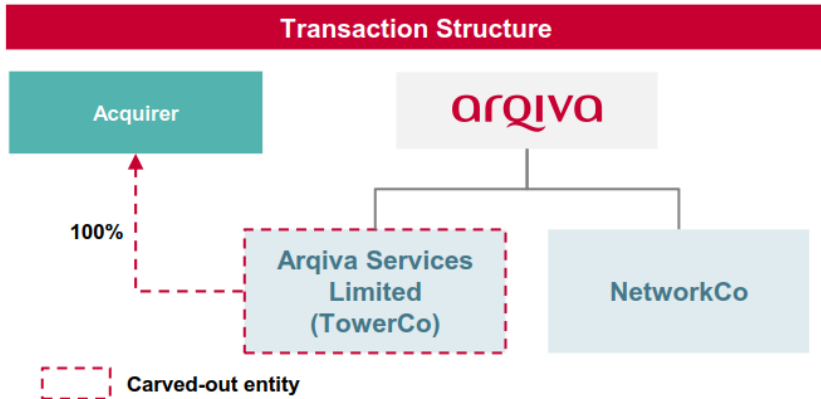 Transaction Structure
Acquirer
arqiva
100%
Arqiva Services
Limited
(TowerCo)
NetworkCo
Carved-out entity